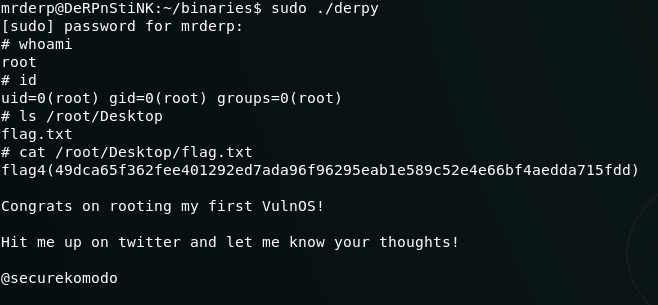 mrderp@DeRPnStiNK:~/binaries$ sudo ./derpy
[sudo] password for mrderp:
# whoami
root
# id
uid=0(root) gid=0(root) groups=0(root)
# ls /root/Desktop
flag.txt
# cat /root/Desktop/flag.txt
flag4(49dca65f362fee401292ed7ada96f96295eab1e589c52e4e66bf4aedda715fdd)
Congrats on rooting my first VulnOS!
Hit me up on twitter and let me know your thoughts!
@securekomodo